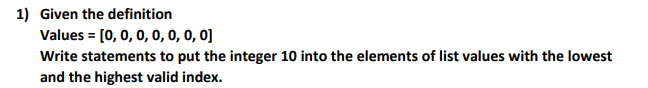 1) Given the definition
Values = [0, 0, 0, 0, 0, 0, 0]
Write statements to put the integer 10 into the elements of list values with the lowest
and the highest valid index.